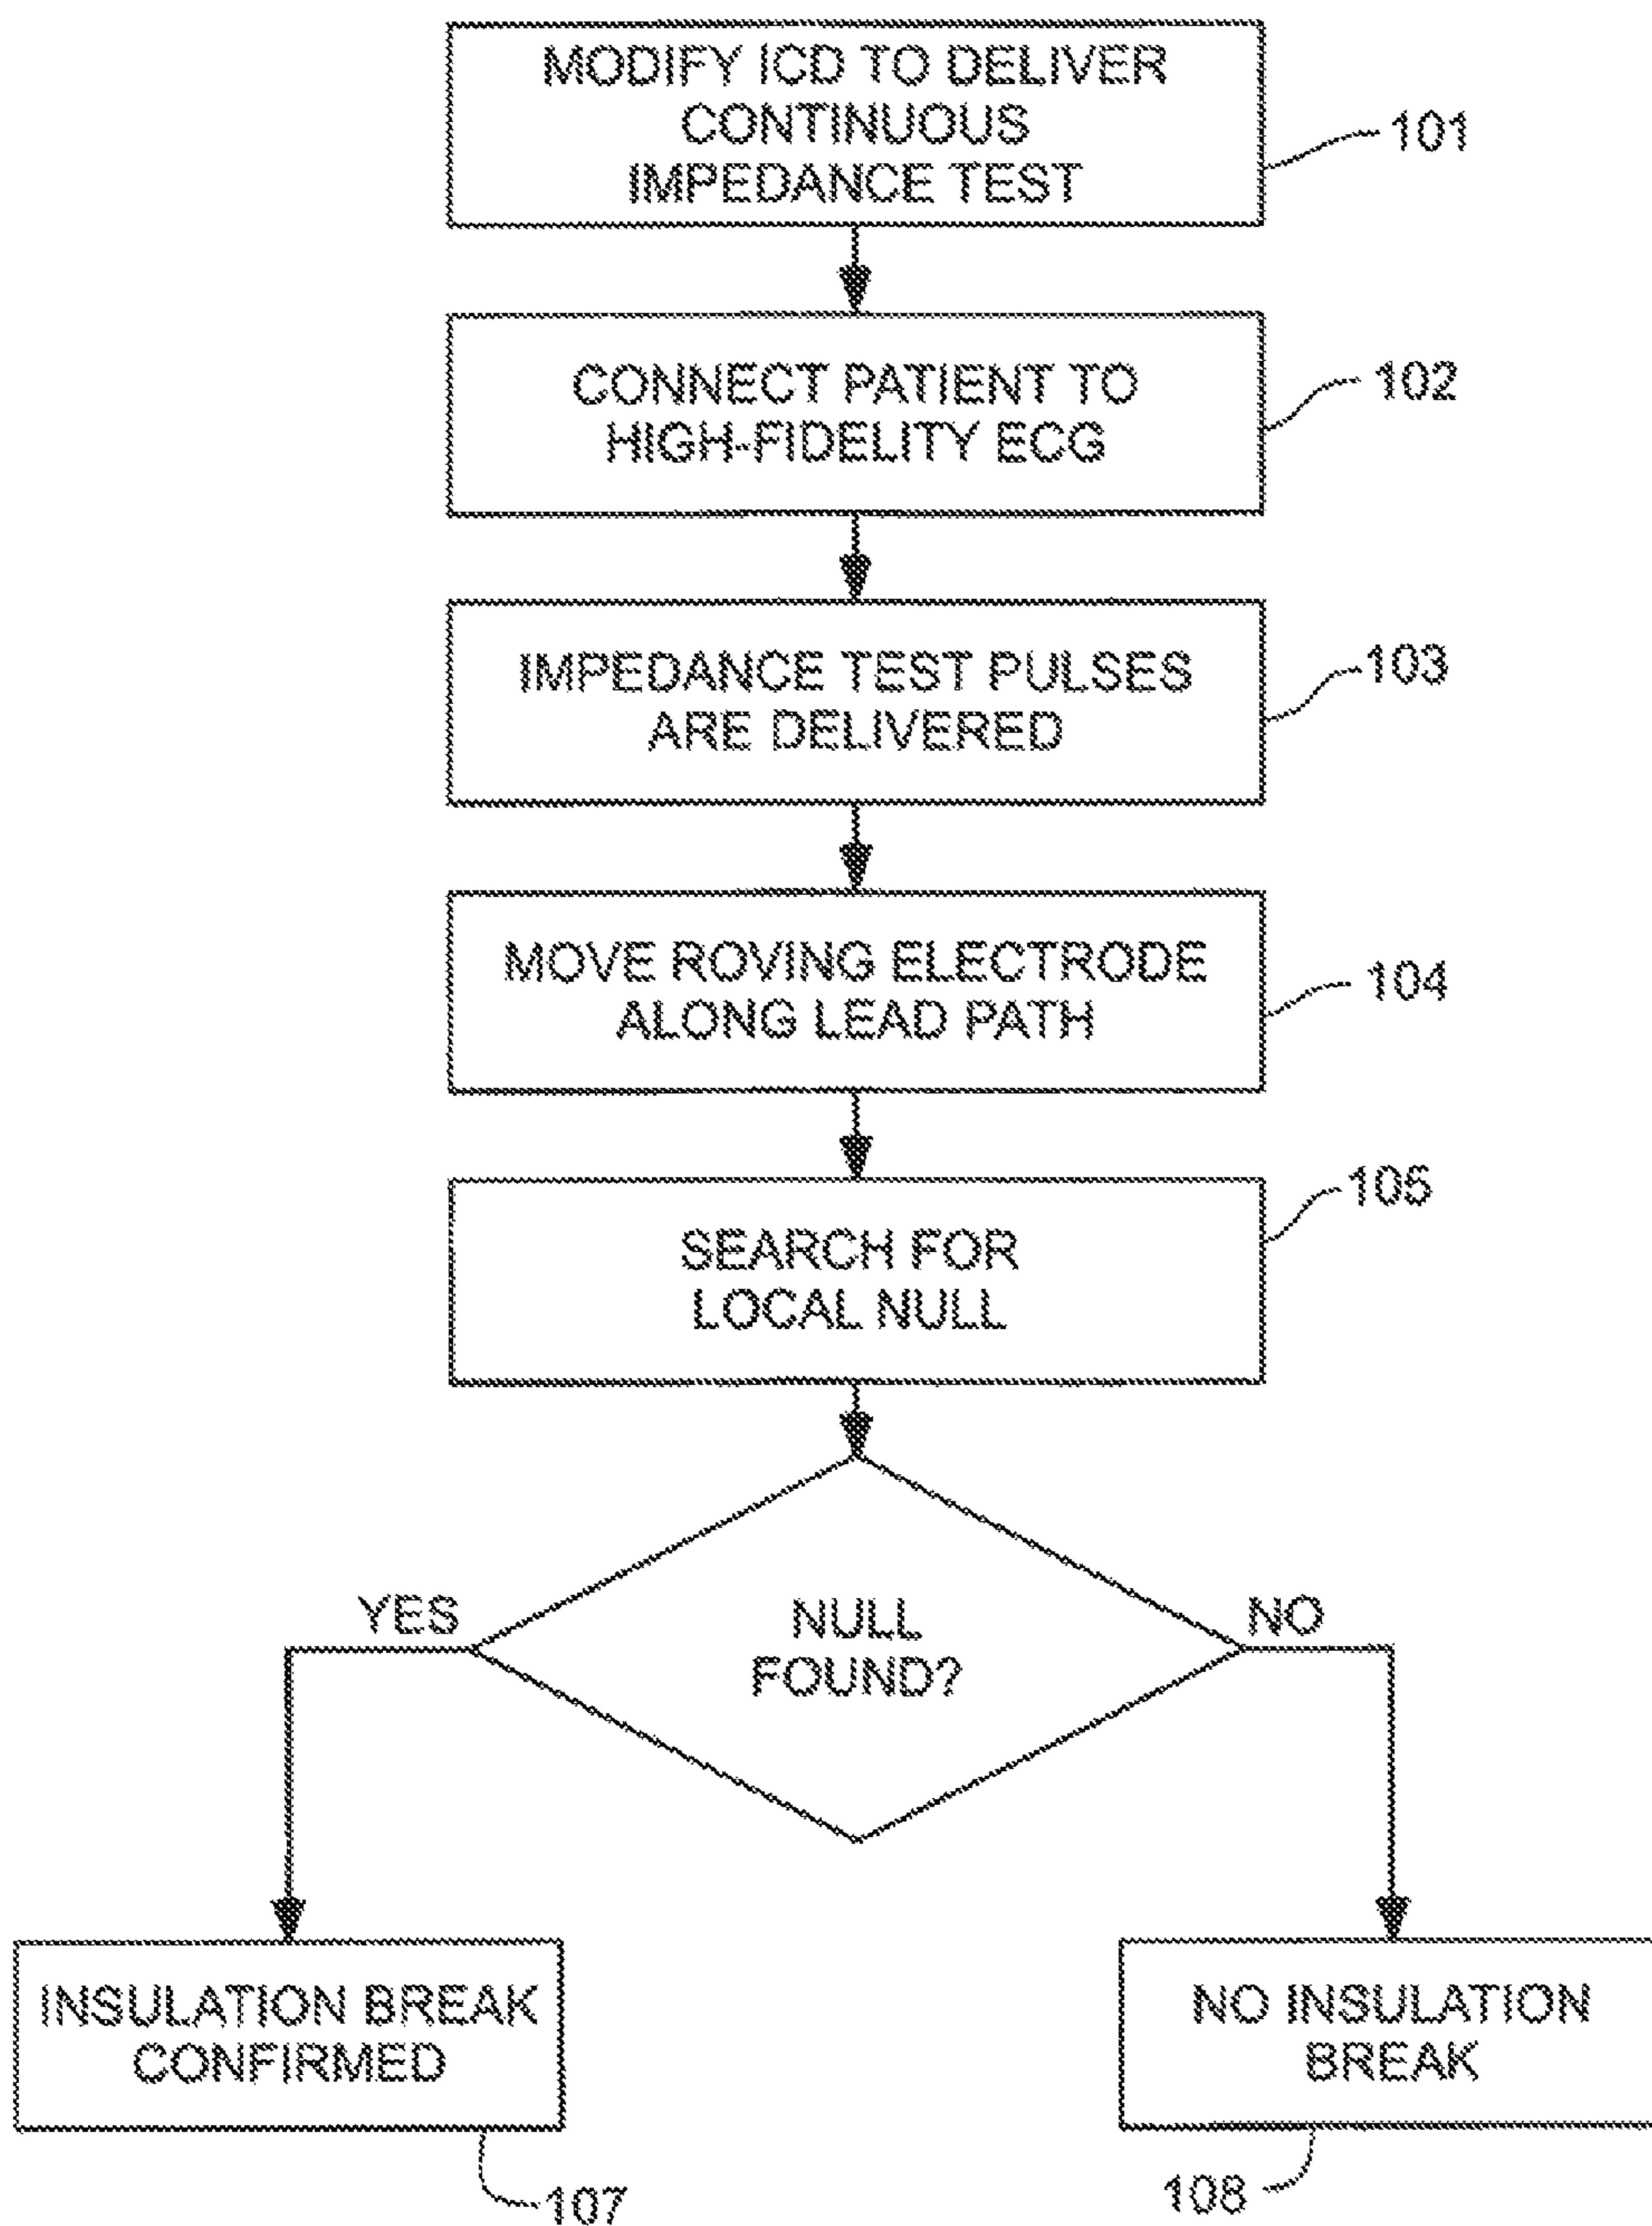 MODIFY ICD TO DELIVER
CONTINUOUS
IMPEDANCE TEST
101
CONNECT PATIENT TO
HIGH-FIDELITY ECG
102
IMPEDANCE TEST PULSES
ARE DELIVERED
103
MOVE ROVING ELECTRODE
ALONG LEAD PATH
104
SEARCH FOR
LOCAL NULL
105
YES
NULL
FOUND?
NO
INSULATION BREAK
CONFIRMED
107
NO INSULATION
BREAK
108